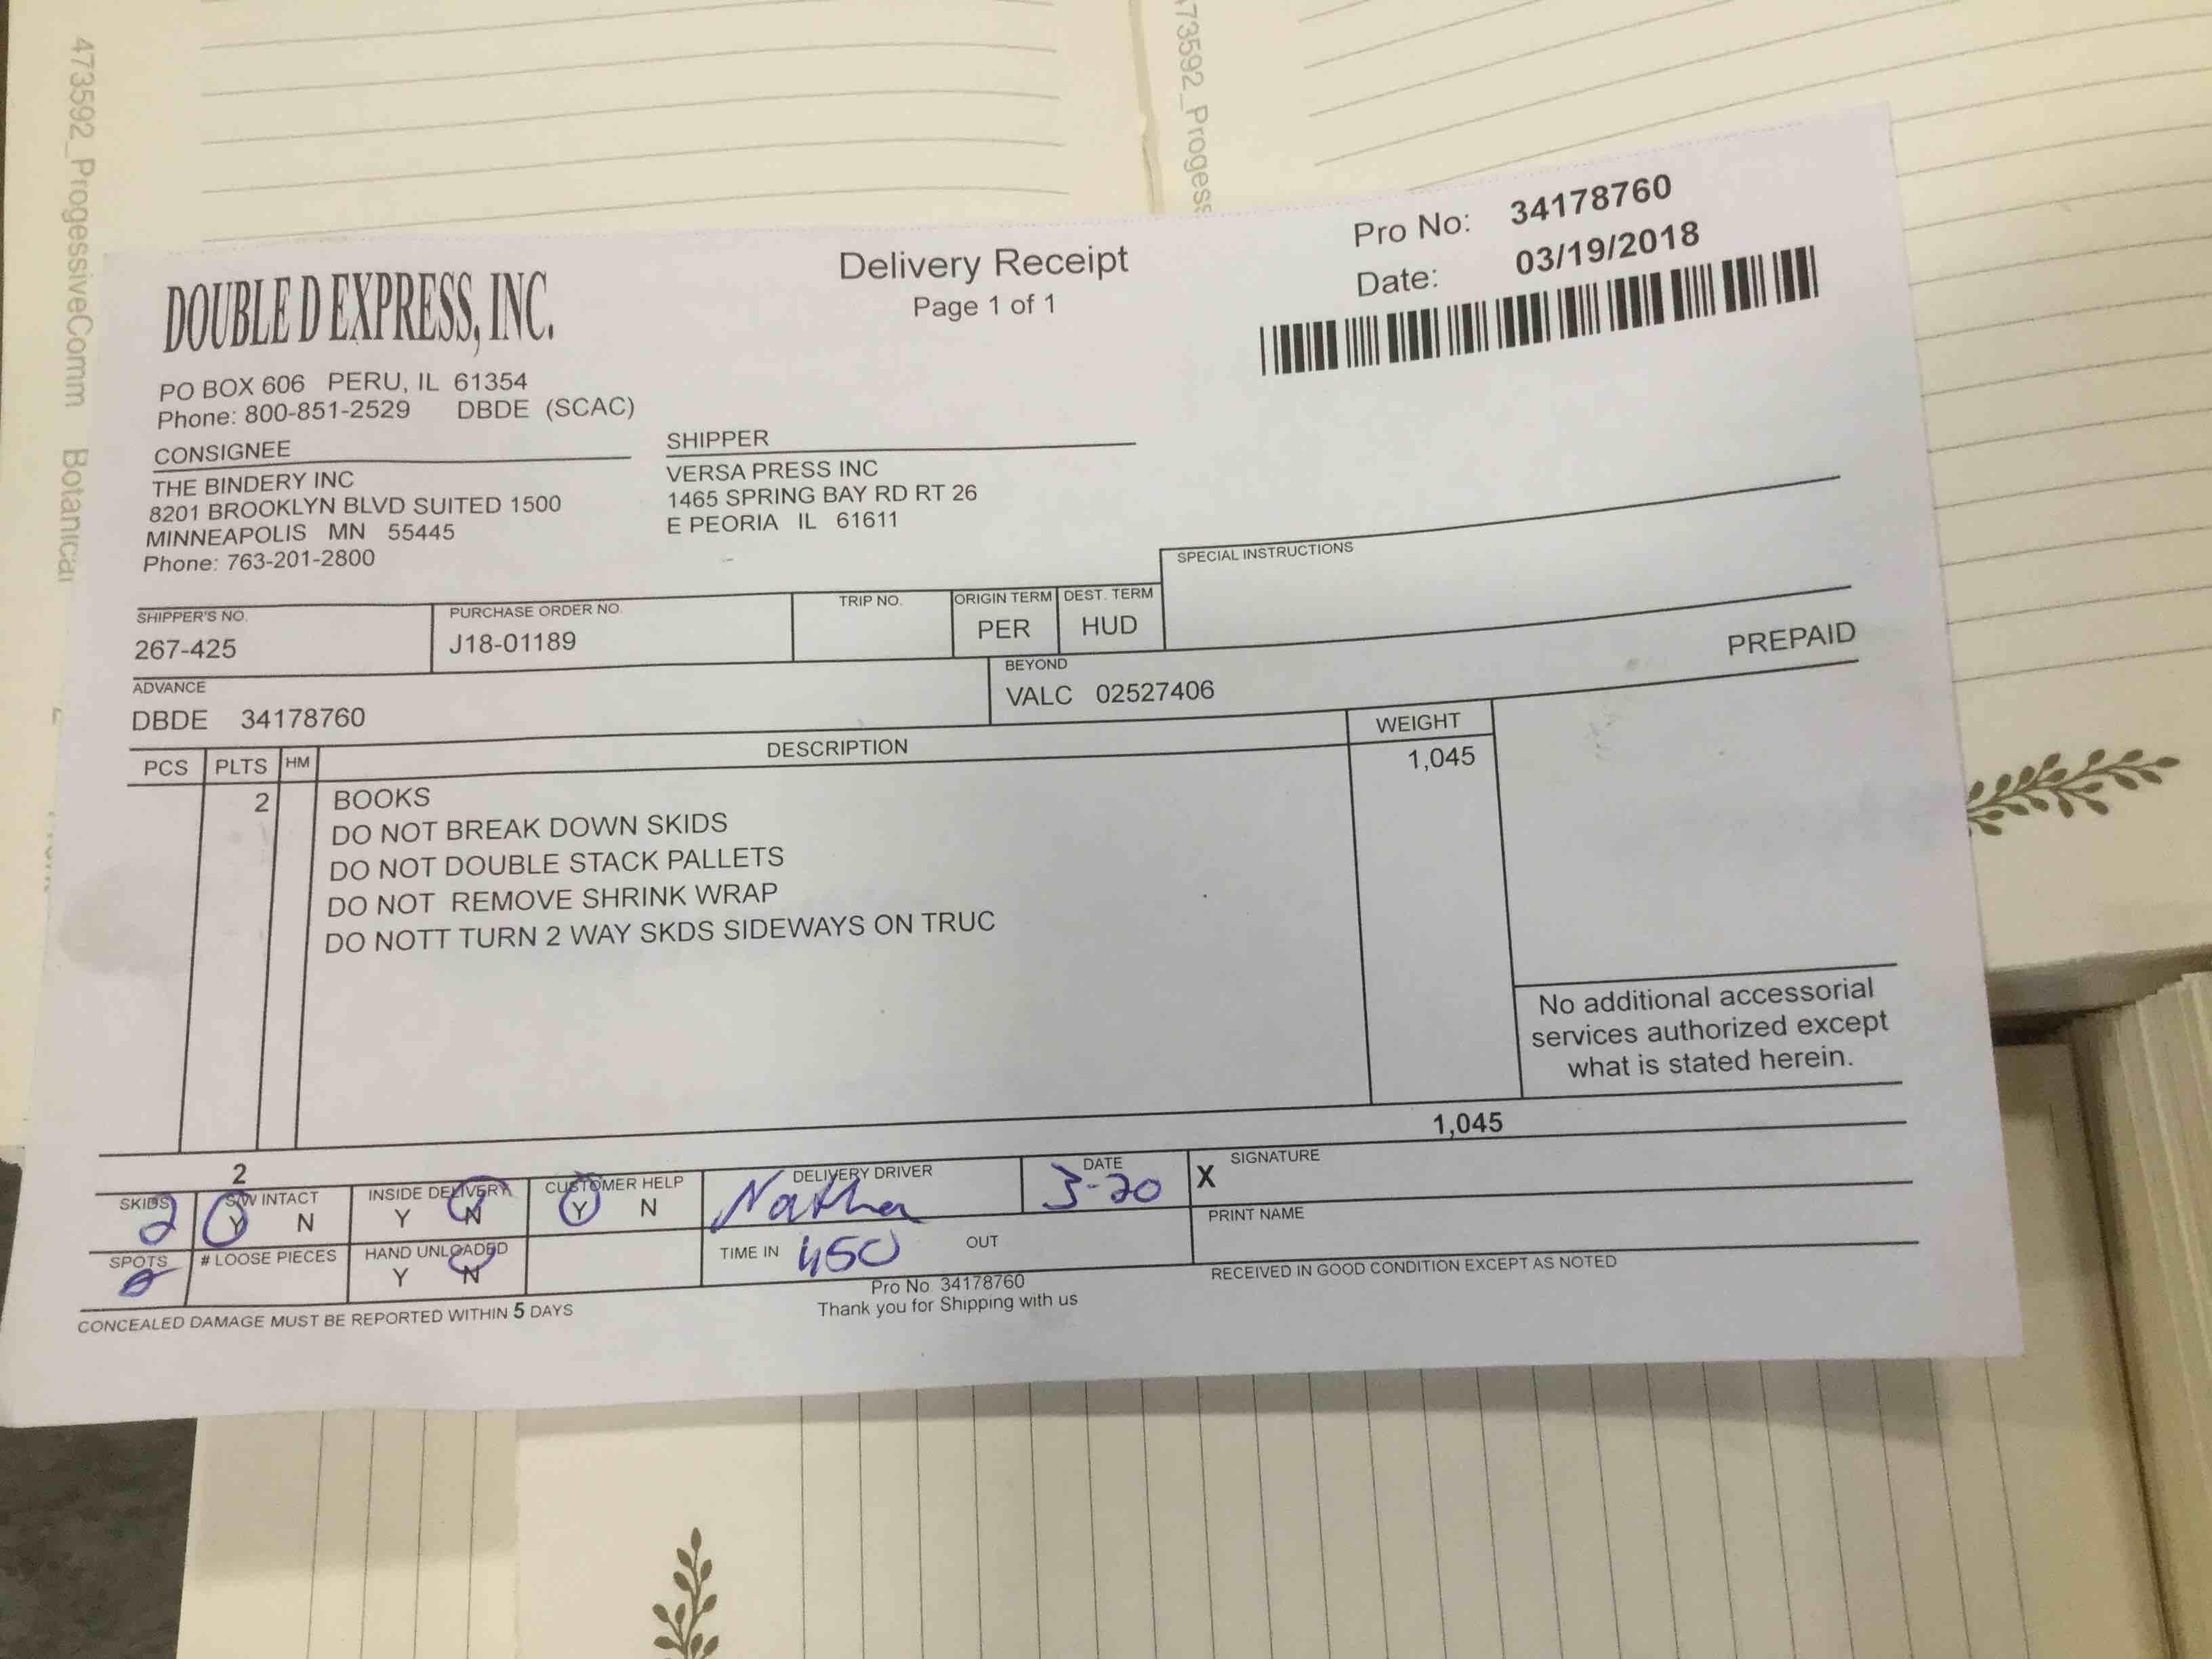 473592_ProgessiveComm Botanical
473592_Progess
DOUBLE D EXPRESS, INC.
PO BOX 606 PERU, IL 61354
Phone: 800-851-2529 DBDE (SCAC)
Delivery Receipt
Page 1 of 1
Pro No: 34178760
Date: 03/19/2018
CONSIGNEE
THE BINDERY INC
8201 BROOKLYN BLVD SUITED 1500
MINNEAPOLIS MN 55445
Phone: 763-201-2800
SHIPPER
VERSA PRESS INC
1465 SPRING BAY RD RT 26
E PEORIA IL 61611
SPECIAL INSTRUCTIONS
SHIPPER'S NO. PURCHASE ORDER NO. TRIP NO. ORIGIN TERM DEST. TERM
267-425 J18-01189 PER HUD
PREPAID
ADVANCE BEYOND
DBDE 34178760 VALC 02527406
PCS PLTS HM DESCRIPTION WEIGHT
2 BOOKS 1,045
DO NOT BREAK DOWN SKIDS
DO NOT DOUBLE STACK PALLETS
DO NOT REMOVE SHRINK WRAP
DO NOTT TURN 2 WAY SKDS SIDEWAYS ON TRUC
No additional accessorial
services authorized except
what is stated herein.
2 1,045
SKIDS S/W INTACT INSIDE DELIVERY CUSTOMER HELP DELIVERY DRIVER DATE X SIGNATURE
2 Y N Y N Y N Nathan 3-20
PRINT NAME
SPOTS # LOOSE PIECES HAND UNLOADED TIME IN 450 OUT
2 Y N
RECEIVED IN GOOD CONDITION EXCEPT AS NOTED
CONCEALED DAMAGE MUST BE REPORTED WITHIN 5 DAYS
Pro No. 34178760
Thank you for Shipping with us